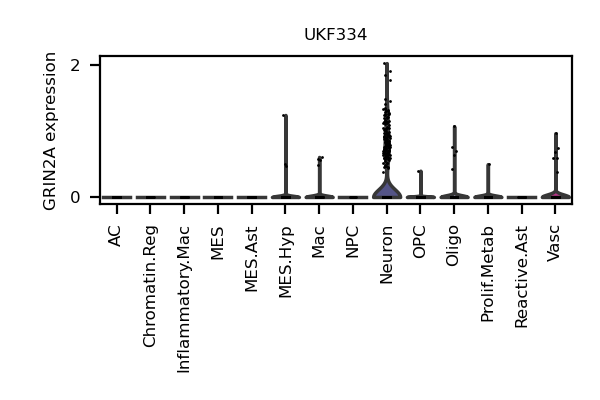 UKF334
GRIN2A expression
2
0
AC
Chromatin.Reg
Inflammatory.Mac
MES
MES.Ast
MES.Hyp
Mac
NPC
Neuron
OPC
Oligo
Prolif.Metab
Reactive.Ast
Vasc